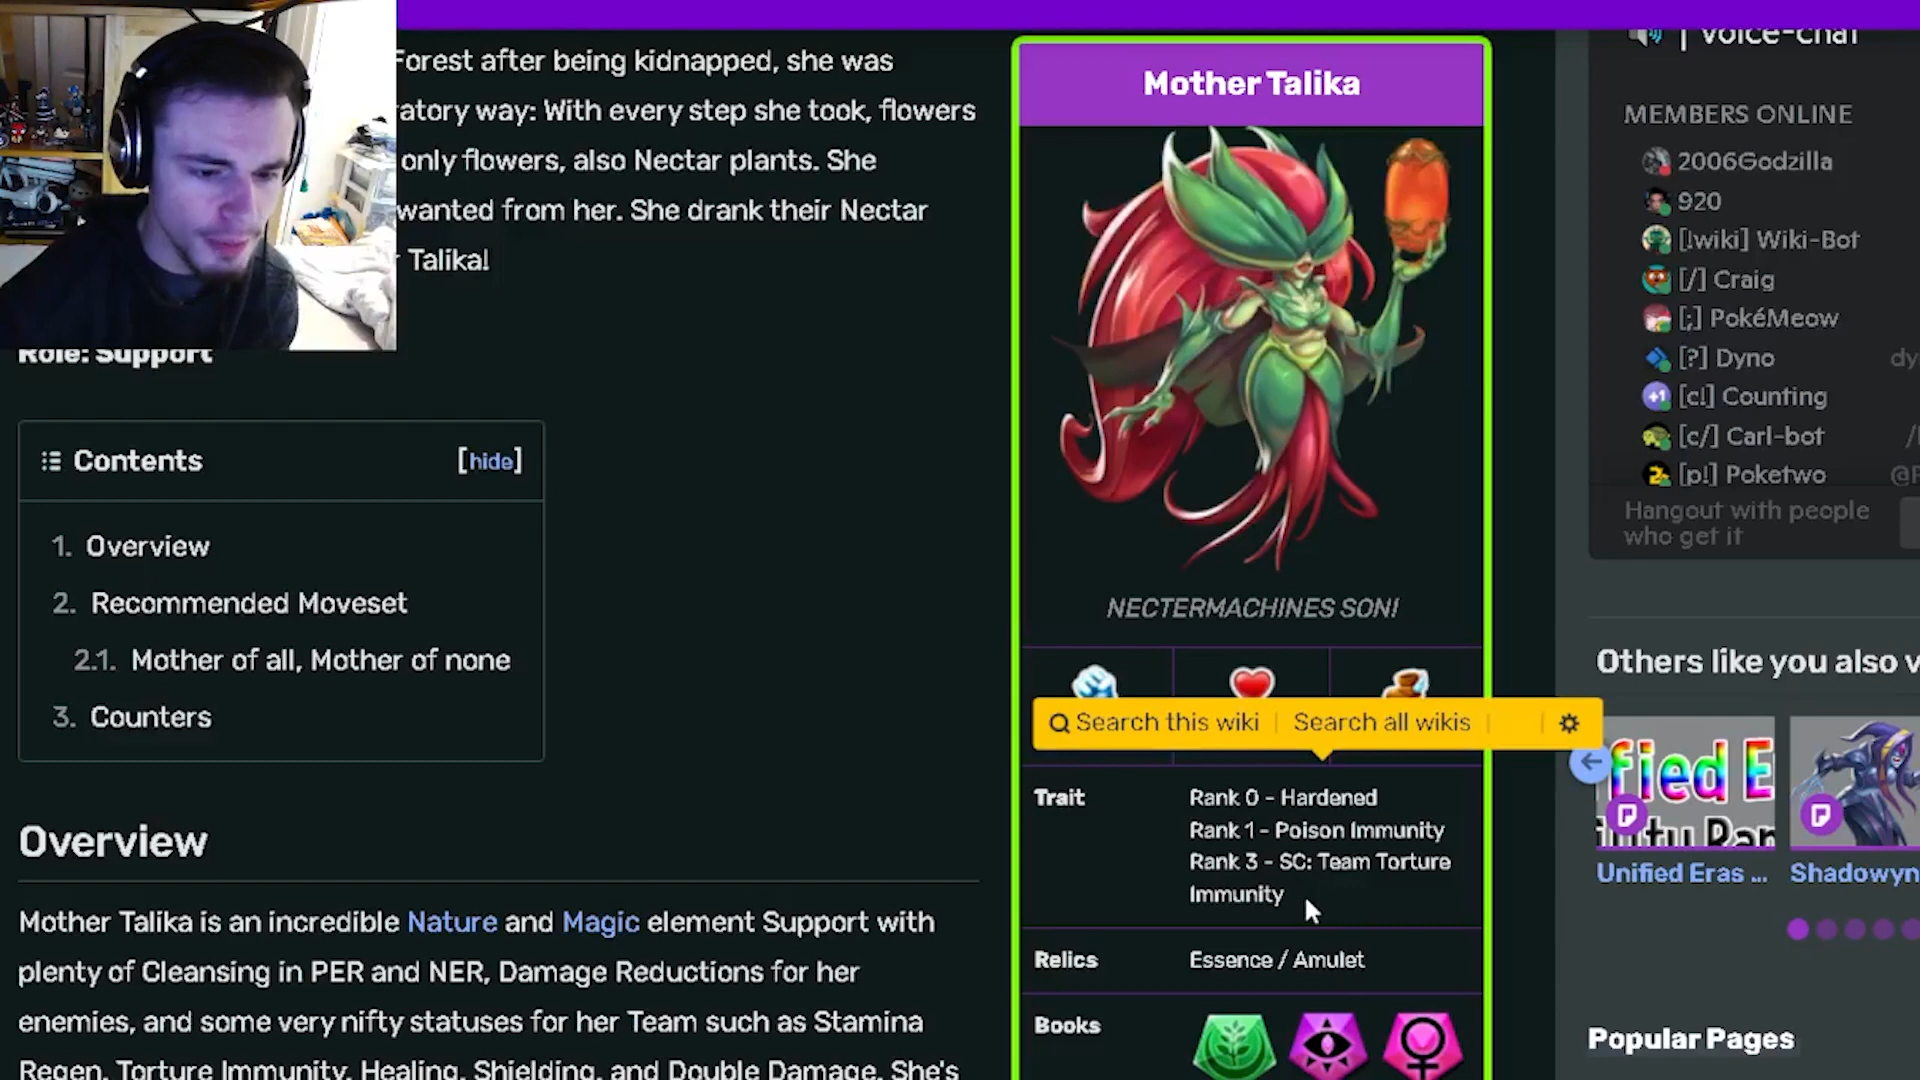 Forest after being kidnapped, she was
ratory way: With every step she took, flowers
only flowers, also Nectar plants. She
wanted from her. She drank their Nectar
Talika!
Role: Support
Contents [hide]
1. Overview
2. Recommended Moveset
2.1. Mother of all, Mother of none
3. Counters
Overview
Mother Talika is an incredible Nature and Magic element Support with
plenty of Cleansing in PER and NER, Damage Reductions for her
enemies, and some very nifty statuses for her Team such as Stamina
Regen, Torture Immunity, Healing, Shielding, and Double Damage. She's
Mother Talika
NECTERMACHINES SON!
Search this wiki | Search all wikis
Trait
Rank 0 - Hardened
Rank 1 - Poison Immunity
Rank 3 - SC: Team Torture
Immunity
Relics Essence / Amulet
Books
| voice-chat
MEMBERS ONLINE
2006Godzilla
920
[!wiki] Wiki-Bot
[/] Craig
[;] PokéMeow
[?] Dyno dy
[c!] Counting
[c/] Carl-bot /
[p!] Poketwo @
Hangout with people
who get it
Others like you also v
fied E
Unified Eras ... Shadowyn
Popular Pages